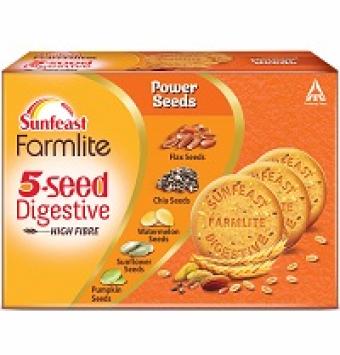 Sunfeast
Farmlite
5-seed
Digestive
HIGH FIBRE
Power
Seeds
Flax Seeds
Chia Seeds
Watermelon
Seeds
Sunflower
Seeds
Pumpkin
Seeds
SUNFEAST
FARMLITE
DIGESTIVE